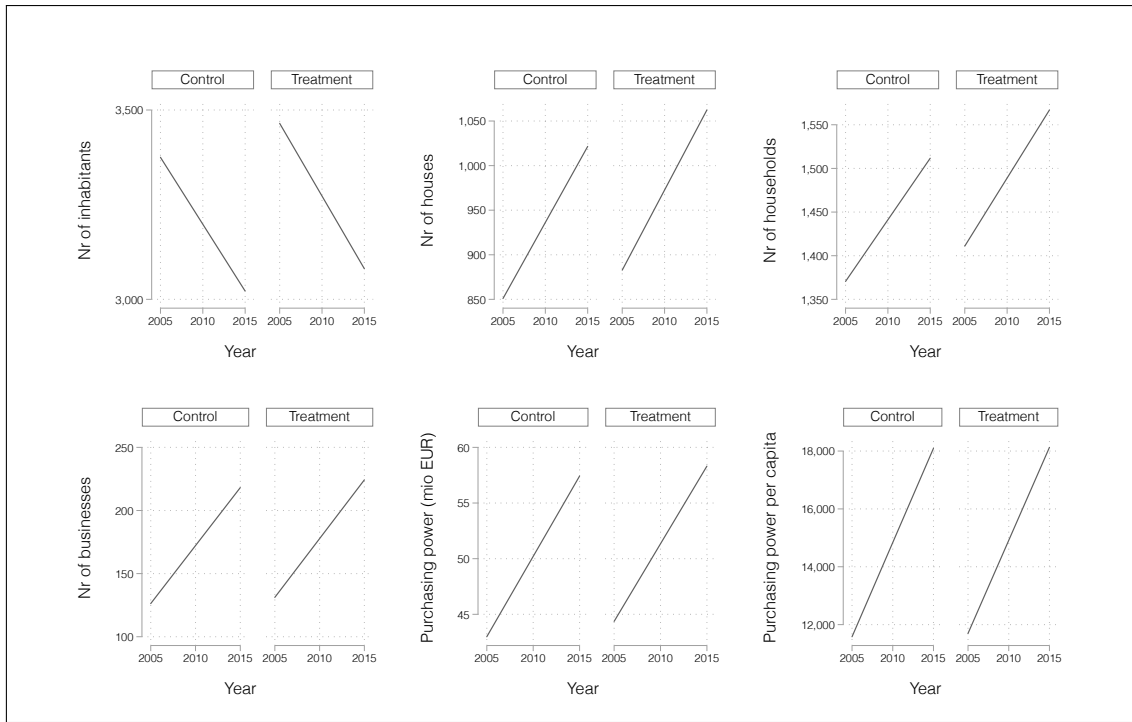 Control Treatment
Nr of inhabitants
3,500
3,000
2005 2010 2015 2005 2010 2015
Year
Control Treatment
Nr of houses
1,050
1,000
950
900
850
2005 2010 2015 2005 2010 2015
Year
Control Treatment
Nr of households
1,550
1,500
1,450
1,400
1,350
2005 2010 2015 2005 2010 2015
Year
Control Treatment
Nr of businesses
250
200
150
100
2005 2010 2015 2005 2010 2015
Year
Control Treatment
Purchasing power (mio EUR)
60
55
50
45
2005 2010 2015 2005 2010 2015
Year
Control Treatment
Purchasing power per capita
18,000
16,000
14,000
12,000
2005 2010 2015 2005 2010 2015
Year